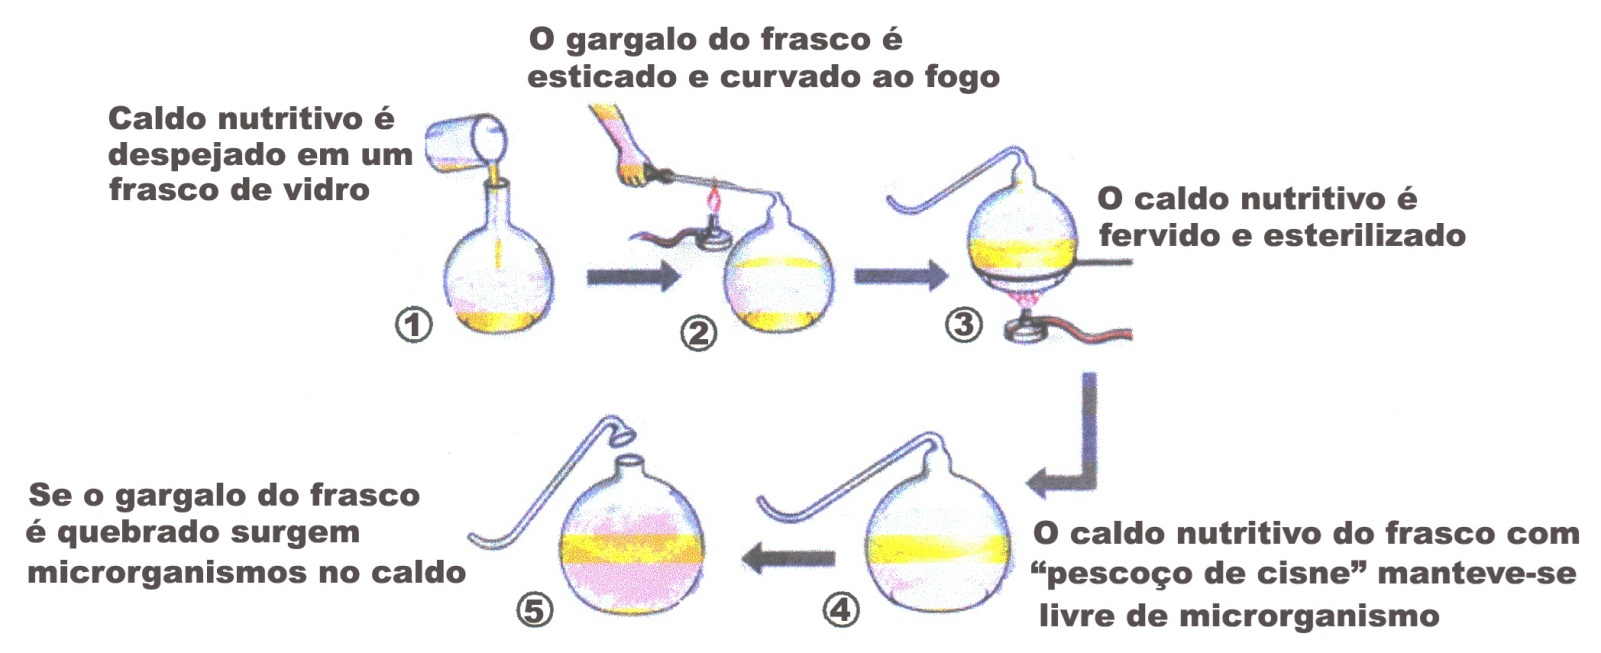 Caldo nutritivo é
despejado em um
frasco de vidro
1
O gargalo do frasco é
esticado e curvado ao fogo
2
O caldo nutritivo é
fervido e esterilizado
3
O caldo nutritivo do frasco com
“pescoço de cisne” manteve-se
livre de microrganismo
4
Se o gargalo do frasco
é quebrado surgem
microrganismos no caldo
5